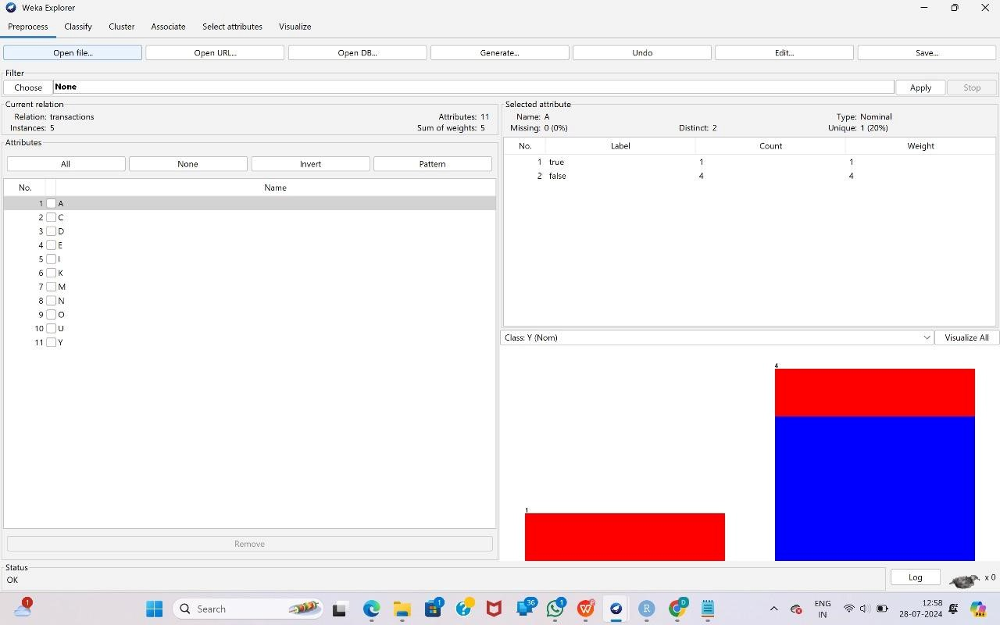 Weka Explorer
Preprocess Classify Cluster Associate Select attributes Visualize
Open file... Open URL... Open DB... Generate... Undo Edit... Save...
Filter
Choose None Apply Stop
Current relation
Relation: transactions Attributes: 11
Instances: 5 Sum of weights: 5
Attributes
All None Invert Pattern
No. Name
1 A
2 C
3 D
4 E
5 I
6 K
7 M
8 N
9 O
10 U
11 Y
Remove
Selected attribute
Name: A Type: Nominal
Missing: 0 (0%) Distinct: 2 Unique: 1 (20%)
No. Label Count Weight
1 true 1 1
2 false 4 4
Class: Y (Nom) Visualize All
4
1
Status
OK
Log x 0
1 Search 1 36 1 2 D R ENG 12:58
IN 28-07-2024 PRE